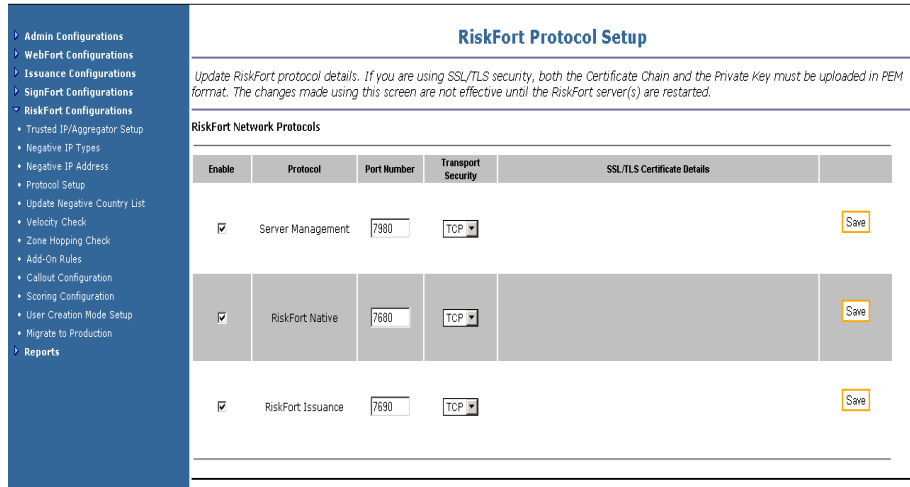 Admin Configurations
WebFort Configurations
Issuance Configurations
SignFort Configurations
RiskFort Configurations
• Trusted IP/Aggregator Setup
• Negative IP Types
• Negative IP Address
• Protocol Setup
• Update Negative Country List
• Velocity Check
• Zone Hopping Check
• Add-On Rules
• Callout Configuration
• Scoring Configuration
• User Creation Mode Setup
• Migrate to Production
Reports
RiskFort Protocol Setup
Update RiskFort protocol details. If you are using SSL/TLS security, both the Certificate Chain and the Private Key must be uploaded in PEM
format. The changes made using this screen are not effective until the RiskFort server(s) are restarted.
RiskFort Network Protocols
Enable Protocol Port Number Transport Security SSL/TLS Certificate Details
Server Management 7980 TCP Save
RiskFort Native 7680 TCP Save
RiskFort Issuance 7690 TCP Save